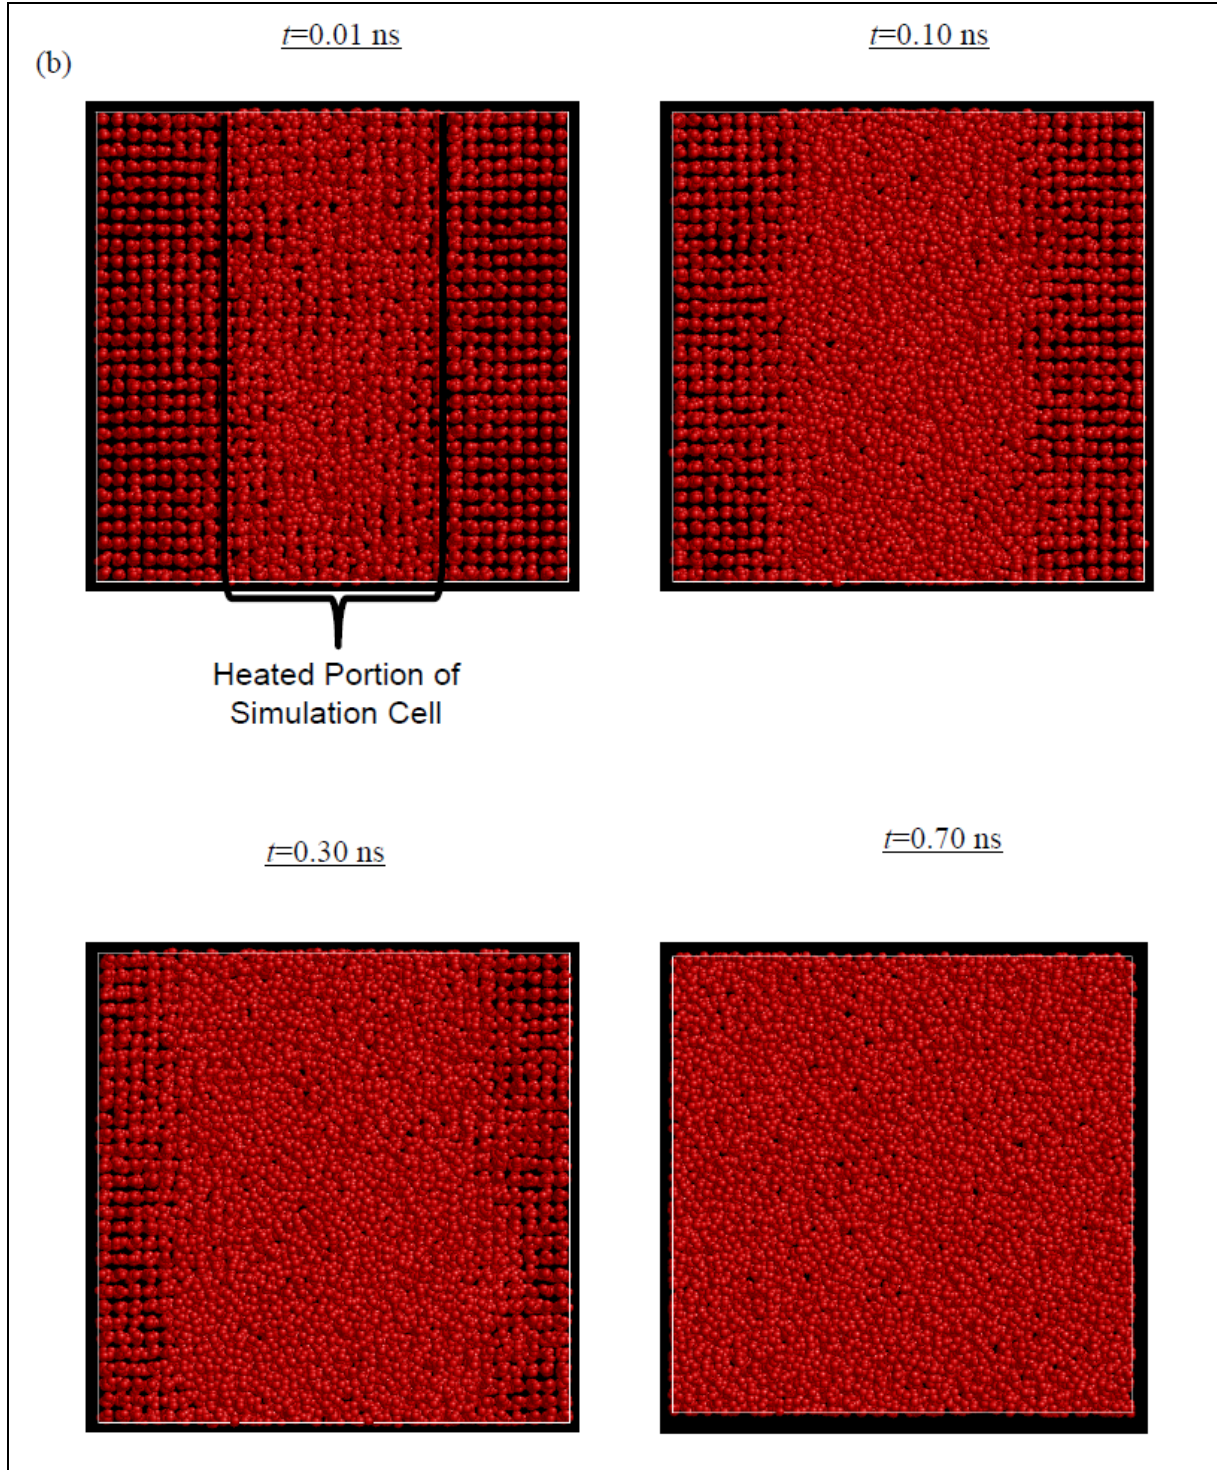 t=0.01 ns
t=0.10 ns
(b)
Heated Portion of
Simulation Cell
t=0.30 ns
t=0.70 ns